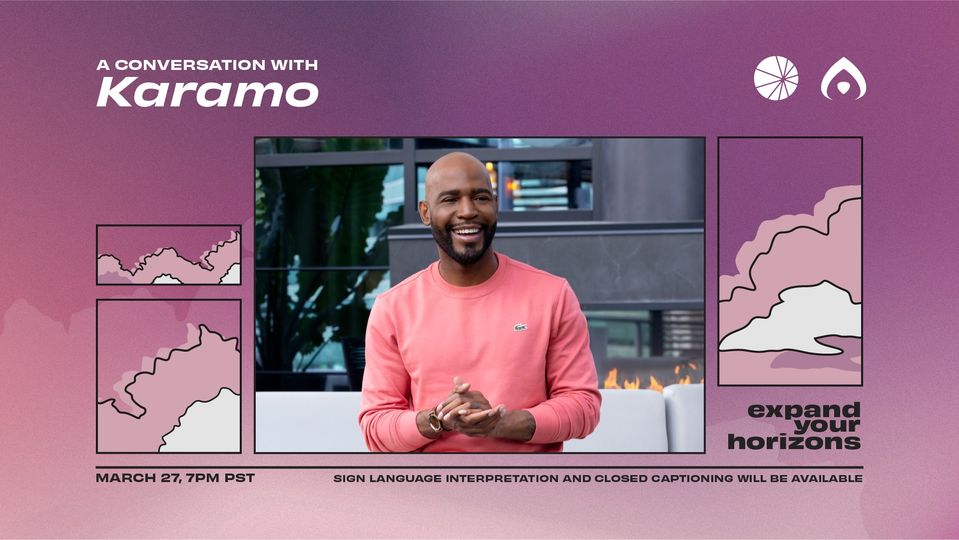 A CONVERSATION WITH
Karamo
expand
your
horizons
MARCH 27, 7PM PST
SIGN LANGUAGE INTERPRETATION AND CLOSED CAPTIONING WILL BE AVAILABLE